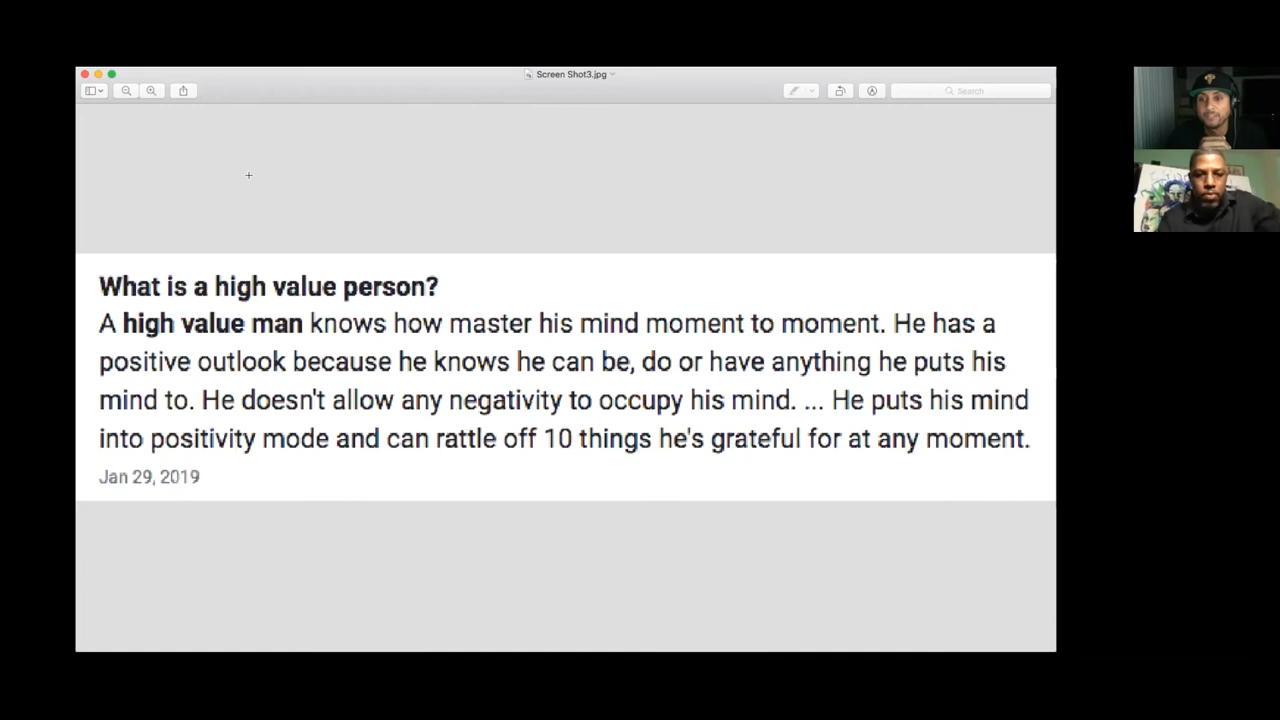 Screen Shot3.jpg
Search
What is a high value person?
A high value man knows how master his mind moment to moment. He has a
positive outlook because he knows he can be, do or have anything he puts his
mind to. He doesn't allow any negativity to occupy his mind. ... He puts his mind
into positivity mode and can rattle off 10 things he's grateful for at any moment.
Jan 29, 2019